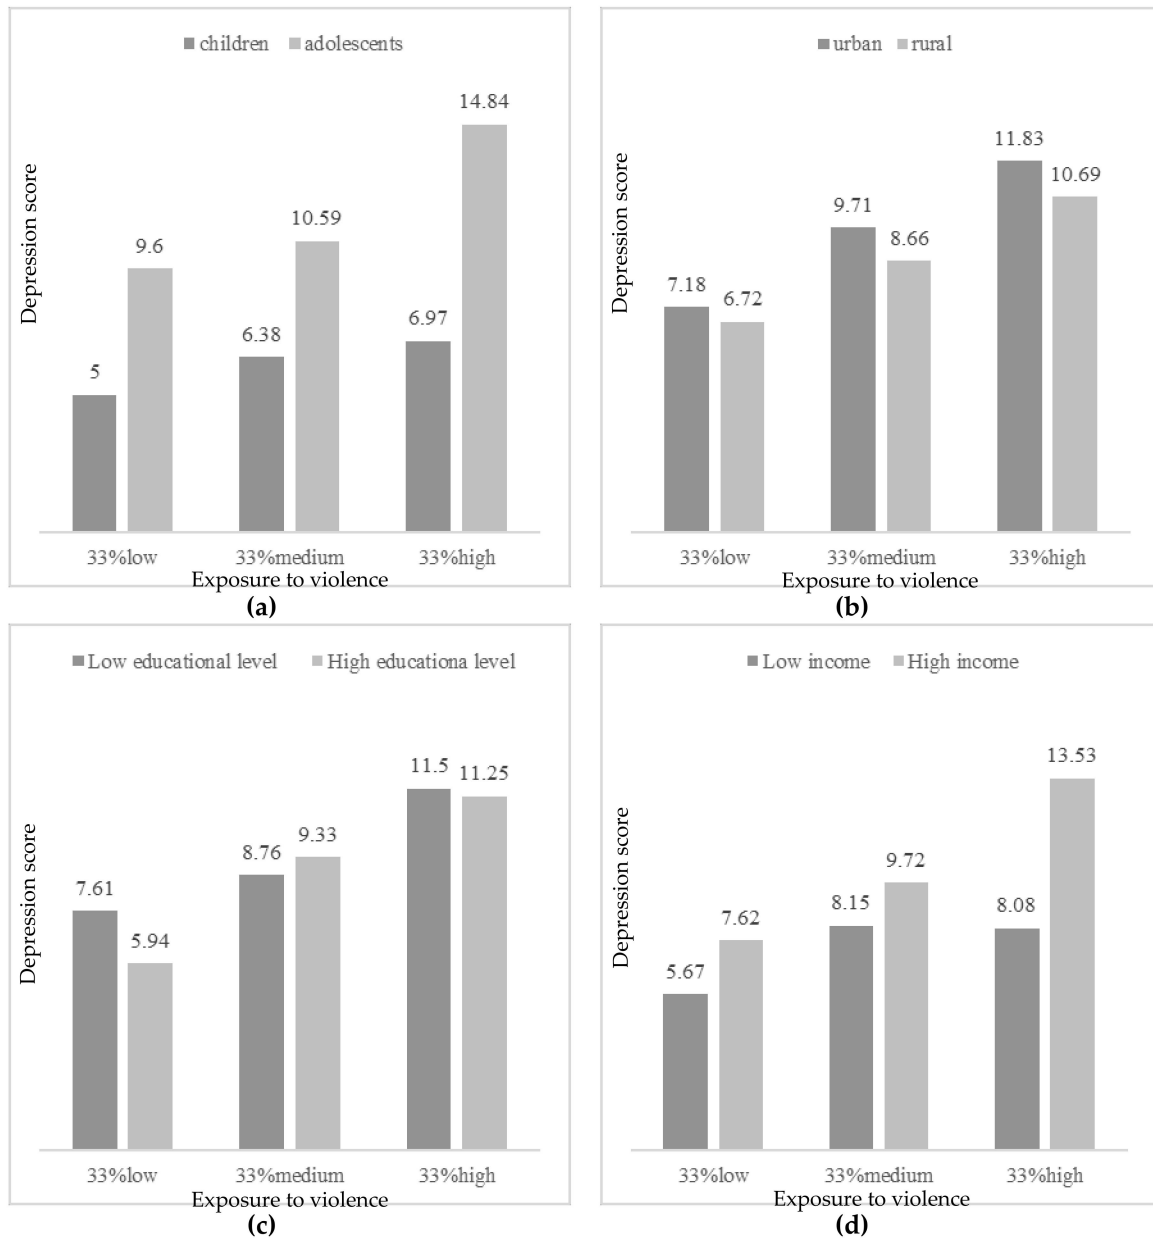 children adolescents
14.84
10.59
9.6
6.97
6.38
5
Depression score
33%low 33%medium 33%high
Exposure to violence
(a)
urban rural
11.83
10.69
9.71
8.66
7.18
6.72
Depression score
33%low 33%medium 33%high
Exposure to violence
(b)
Low educational level High educationa level
11.5
11.25
9.33
8.76
7.61
5.94
Depression score
33%low 33%medium 33%high
Exposure to violence
(c)
Low income High income
13.53
9.72
8.15
8.08
7.62
5.67
Depression score
33%low 33%medium 33%high
Exposure to violence
(d)